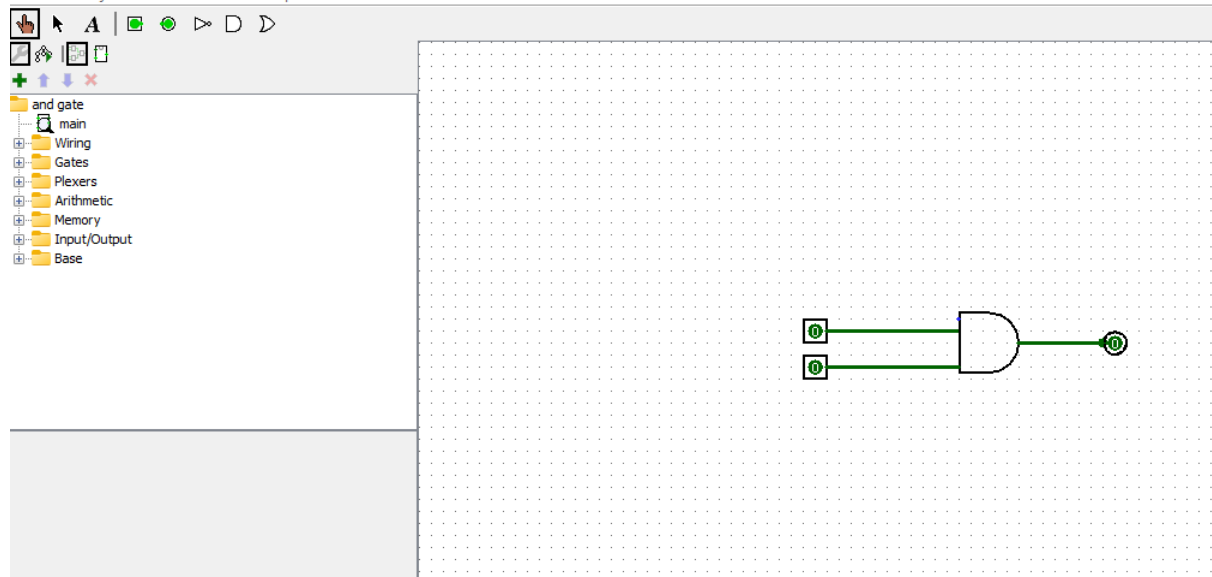 A
and gate
main
Wiring
Gates
Plexers
Arithmetic
Memory
Input/Output
Base
0
0
0